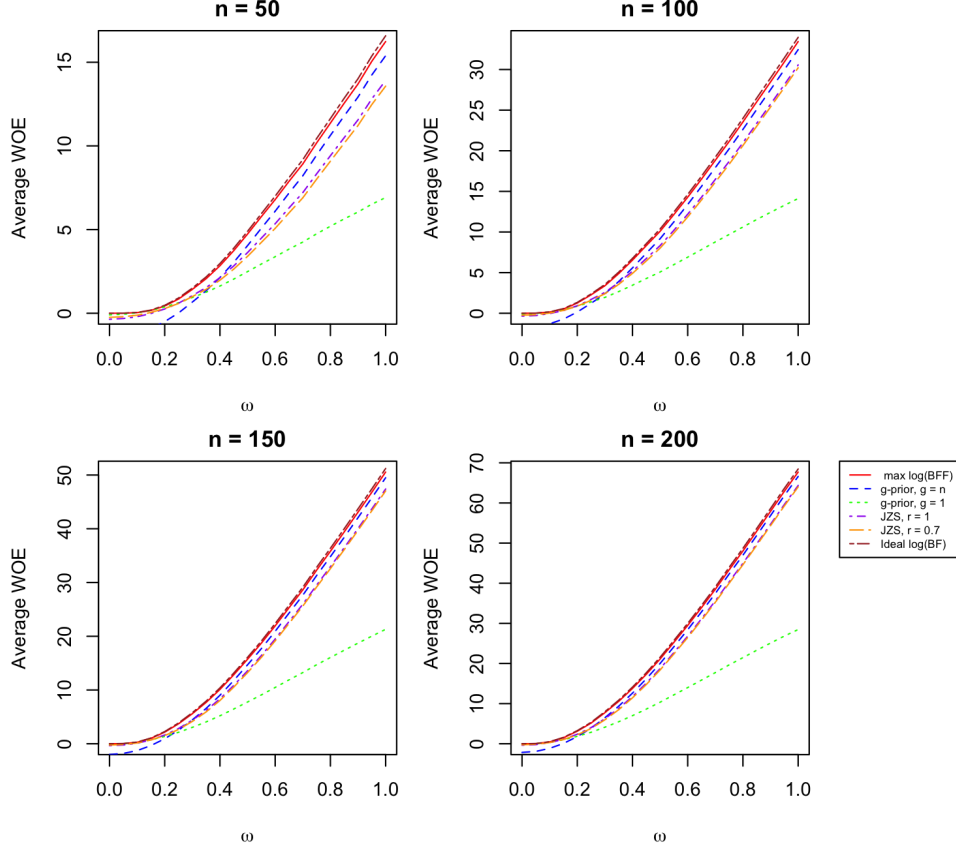 n = 50
Average WOE
0
5
10
15
0.0 0.2 0.4 0.6 0.8 1.0
ω
n = 100
Average WOE
0
5
10
15
20
25
30
0.0 0.2 0.4 0.6 0.8 1.0
ω
n = 150
Average WOE
0
10
20
30
40
50
0.0 0.2 0.4 0.6 0.8 1.0
ω
n = 200
Average WOE
0
10
20
30
40
50
60
70
0.0 0.2 0.4 0.6 0.8 1.0
ω
max log(BFF)
g-prior, g = n
g-prior, g = 1
JZS, r = 1
JZS, r = 0.7
Ideal log(BF)